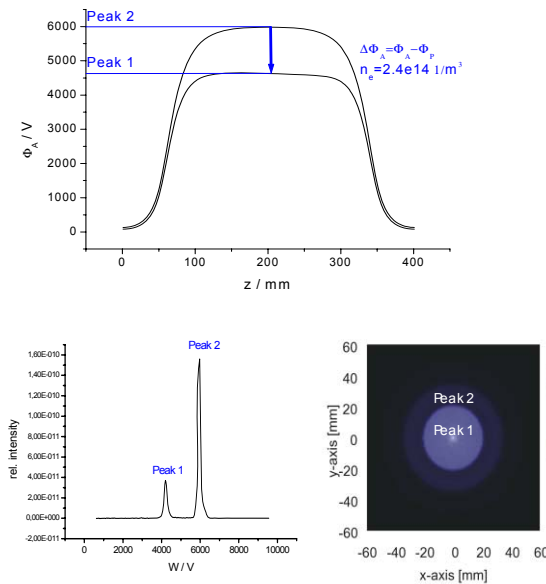 Peak 2
Peak 1
ΔΦA=ΦA−ΦP
ne=2.4e14 1/m³
6000
5000
4000
3000
2000
1000
0
ΦA / V
0 100 200 300 400
z / mm
Peak 2
Peak 1
1,60E-010
1,40E-010
1,20E-010
1,00E-010
8,00E-011
6,00E-011
4,00E-011
2,00E-011
0,00E+000
-2,00E-011
rel. intensity
0 2000 4000 6000 8000 10000
W / V
Peak 2
Peak 1
60
40
20
0
-20
-40
-60
y-axis [mm]
-60 -40 -20 0 20 40 60
x-axis [mm]